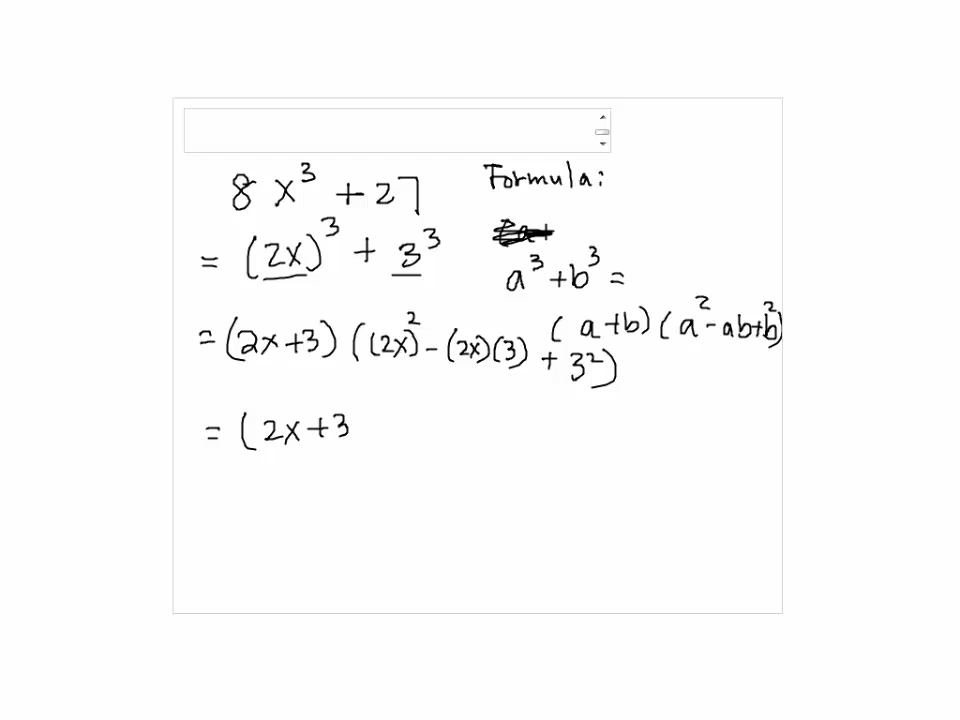 8x³ + 27
Formula:
= (2x)³ + 3³
a³ + b³ =
(a+b)(a² - ab + b²)
= (2x+3)((2x)² - (2x)(3) + 3²)
= (2x+3